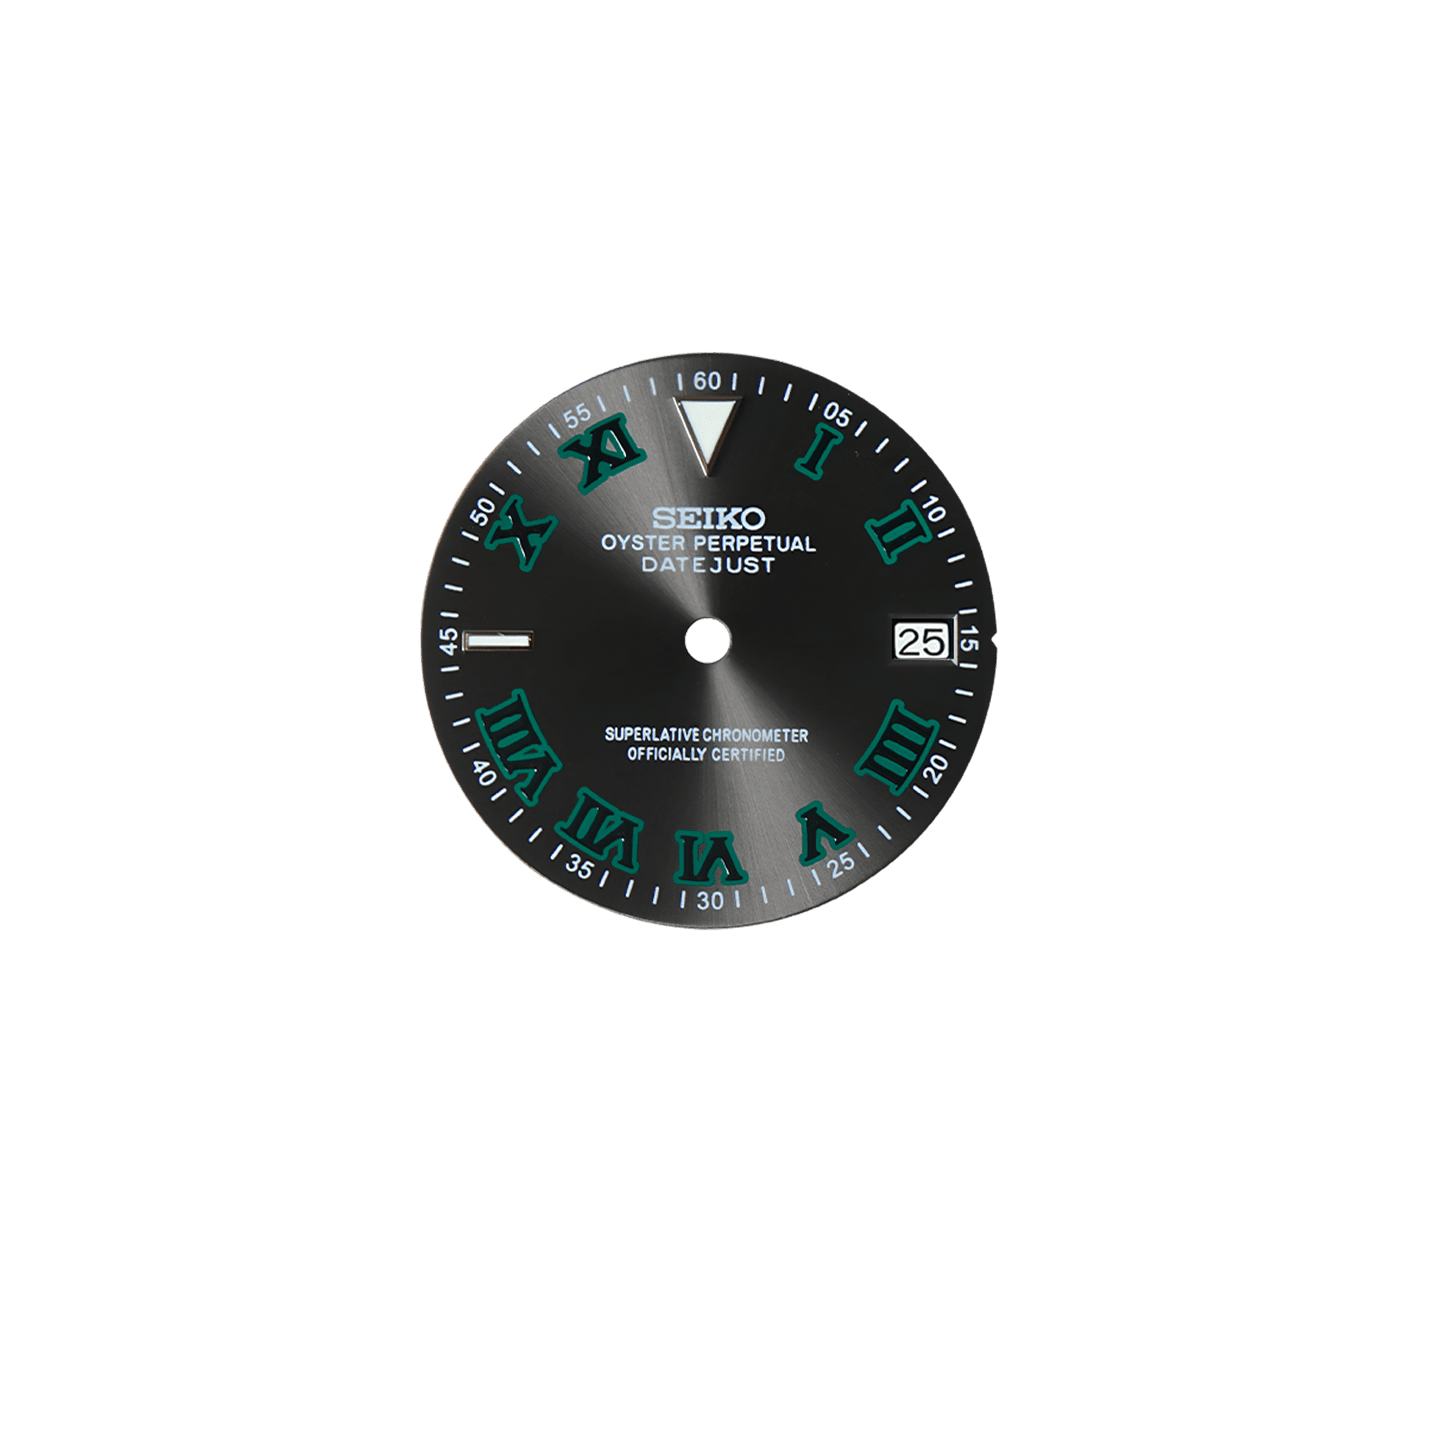 60
05
10
15
20
25
30
35
40
45
50
55
I
II
IIII
V
VI
VII
VIII
X
XI
SEIKO
OYSTER PERPETUAL
DATEJUST
25
SUPERLATIVE CHRONOMETER
OFFICIALLY CERTIFIED